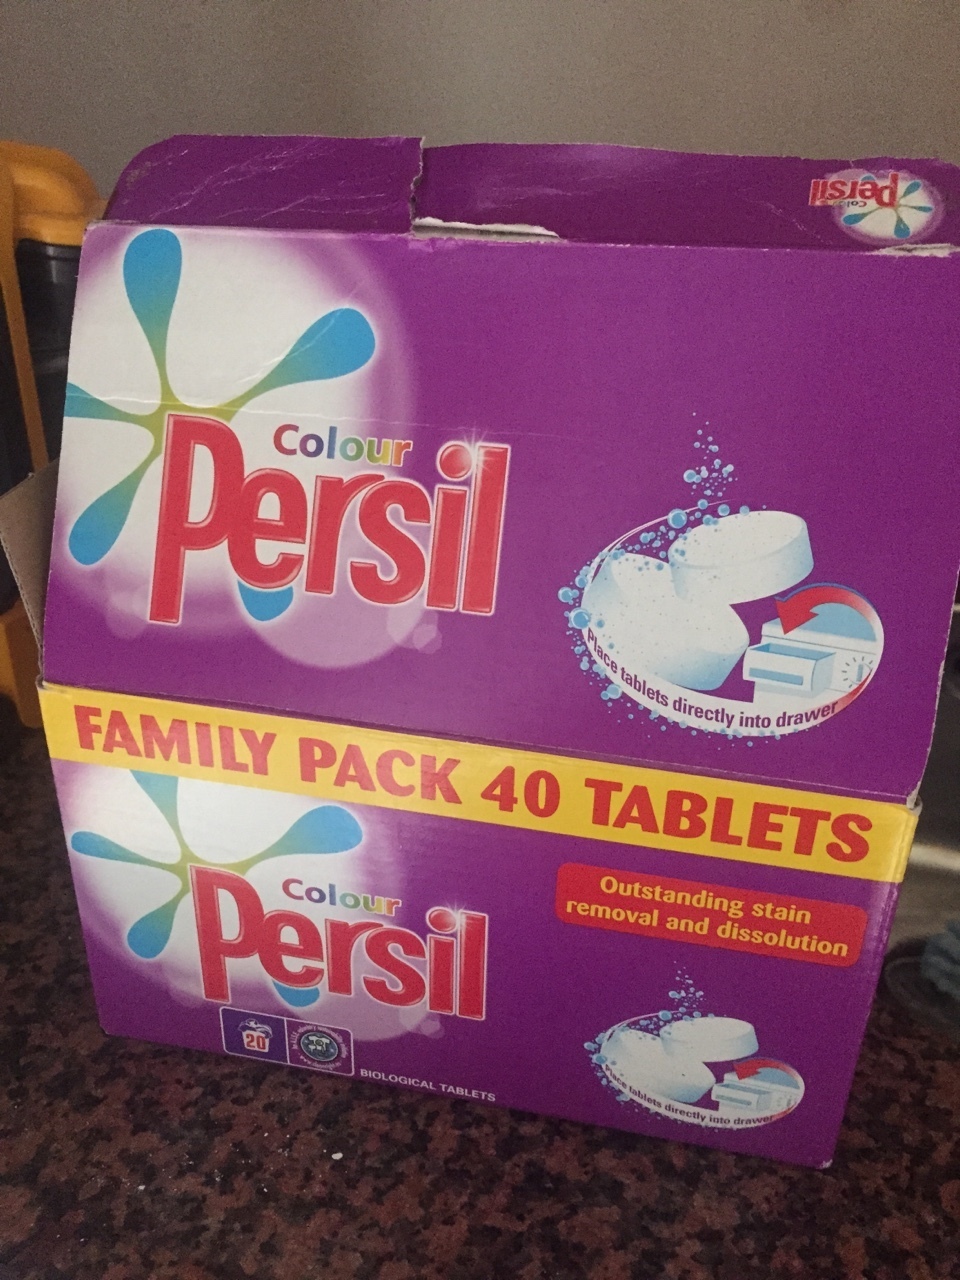 Colour
Persil
Colour
Persil
Place tablets directly into drawer
FAMILY PACK 40 TABLETS
Colour
Persil
Outstanding stain
removal and dissolution
20
BIOLOGICAL TABLETS
Place tablets directly into drawer